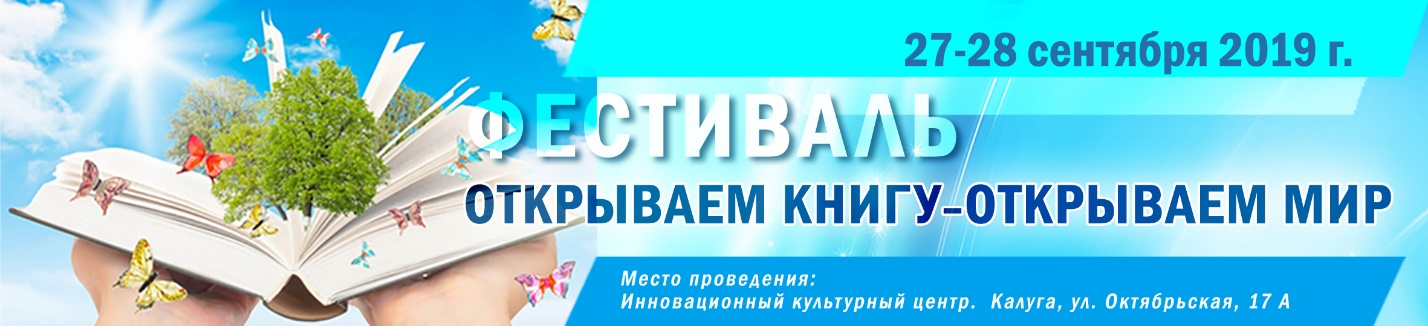 27-28 сентября 2019 г.
ФЕСТИВАЛЬ
ОТКРЫВАЕМ КНИГУ–ОТКРЫВАЕМ МИР
Место проведения:
Инновационный культурный центр. Калуга, ул. Октябрьская, 17 А